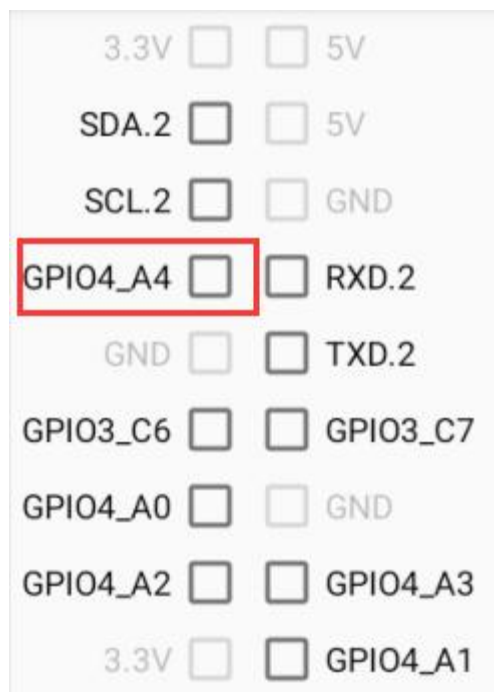 3.3V 5V
SDA.2 5V
SCL.2 GND
GPIO4_A4 RXD.2
GND TXD.2
GPIO3_C6 GPIO3_C7
GPIO4_A0 GND
GPIO4_A2 GPIO4_A3
3.3V GPIO4_A1